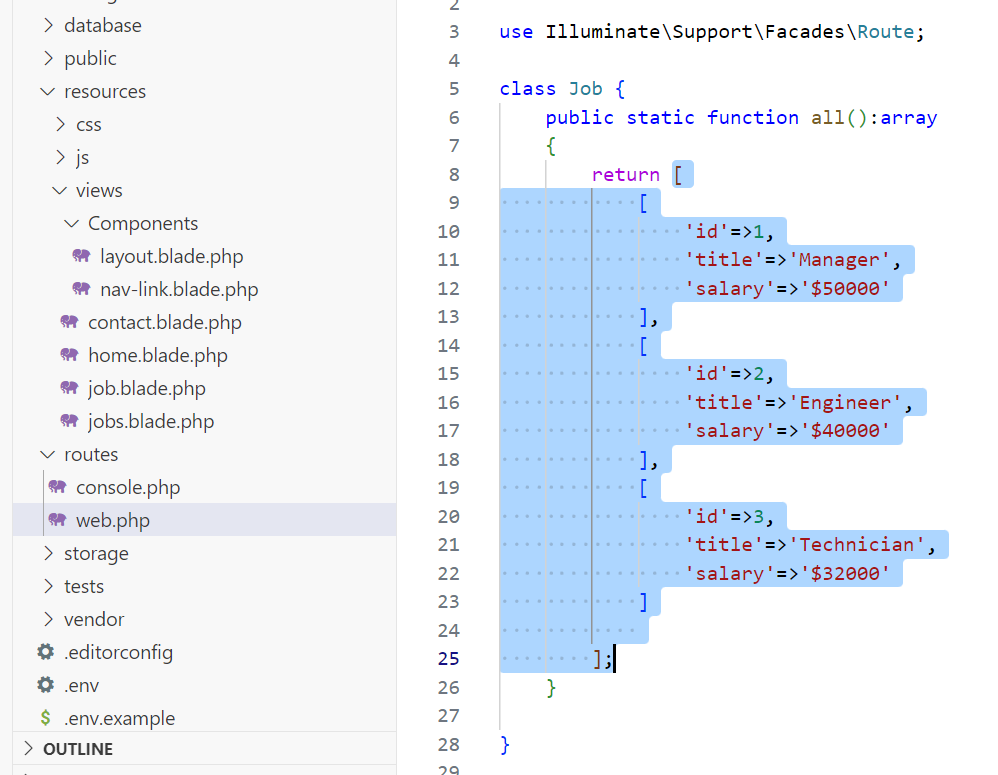 database
public
resources
css
js
views
Components
layout.blade.php
nav-link.blade.php
contact.blade.php
home.blade.php
job.blade.php
jobs.blade.php
routes
console.php
web.php
storage
tests
vendor
.editorconfig
.env
$ .env.example
OUTLINE
2
3 use Illuminate\Support\Facades\Route;
4
5 class Job {
6 public static function all():array
7 {
8 return [
9 [
10 'id'=>1,
11 'title'=>'Manager',
12 'salary'=>'$50000'
13 ],
14 [
15 'id'=>2,
16 'title'=>'Engineer',
17 'salary'=>'$40000'
18 ],
19 [
20 'id'=>3,
21 'title'=>'Technician',
22 'salary'=>'$32000'
23 ]
24
25 ];
26 }
27
28 }
29